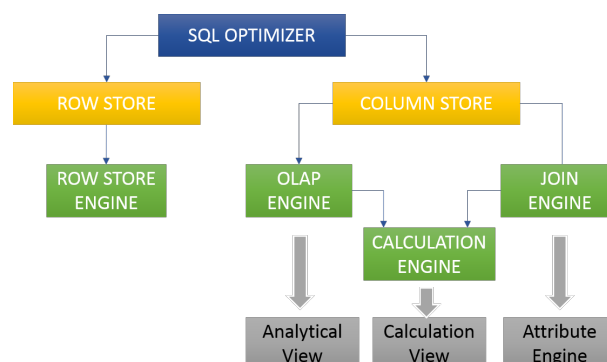 SQL OPTIMIZER
ROW STORE
COLUMN STORE
ROW STORE
ENGINE
OLAP
ENGINE
JOIN
ENGINE
CALCULATION
ENGINE
Analytical
View
Calculation
View
Attribute
Engine